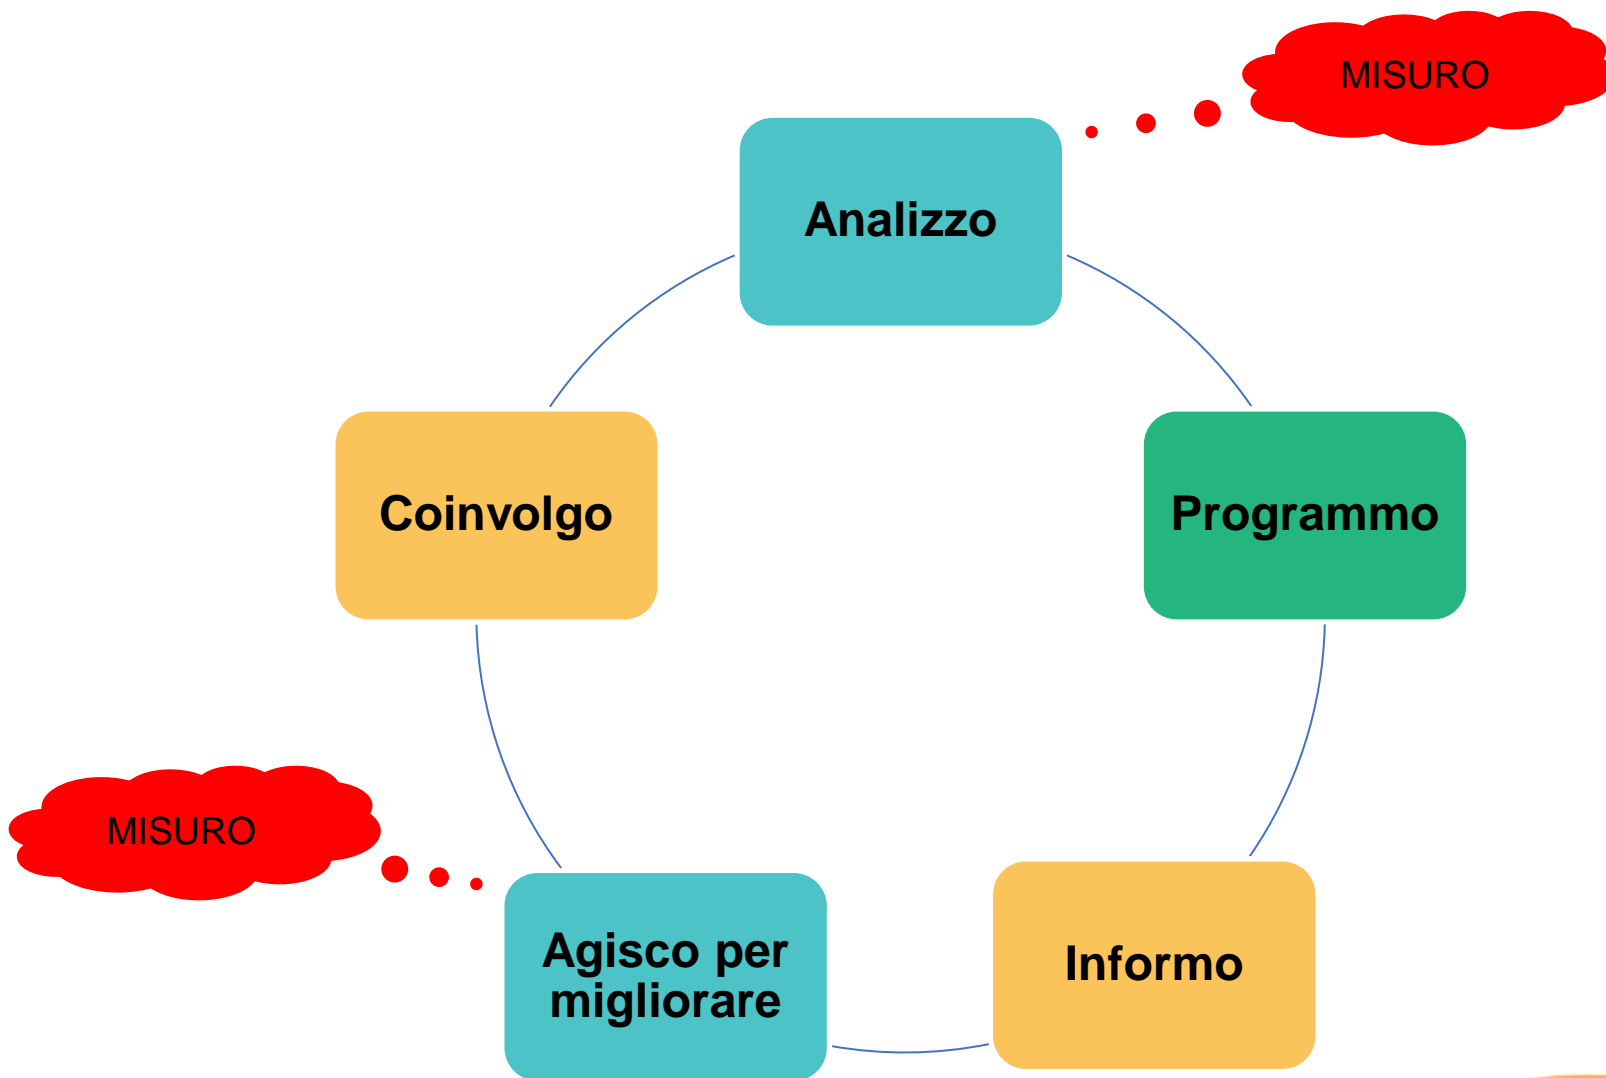 MISURO
Analizzo
Coinvolgo
Programmo
MISURO
Agisco per
migliorare
Informo